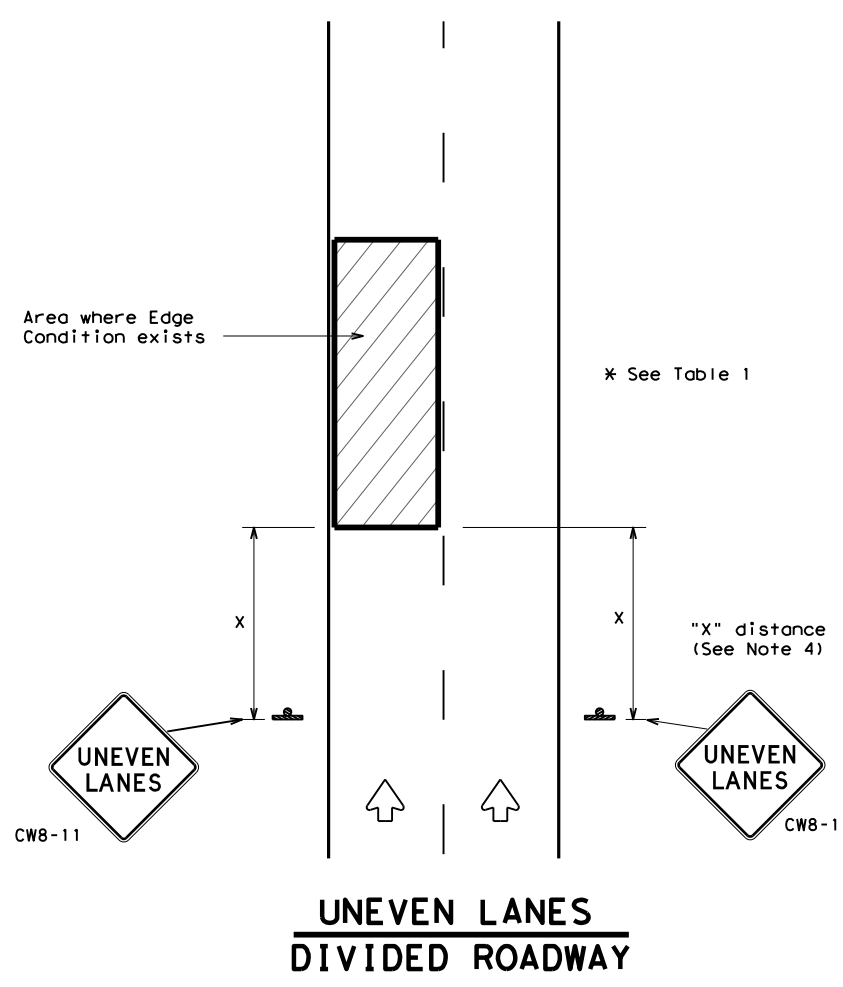 Area where Edge
Condition exists
* See Table 1
X
X
"X" distance
(See Note 4)
UNEVEN
LANES
CW8-11
UNEVEN
LANES
CW8-1
UNEVEN LANES
DIVIDED ROADWAY